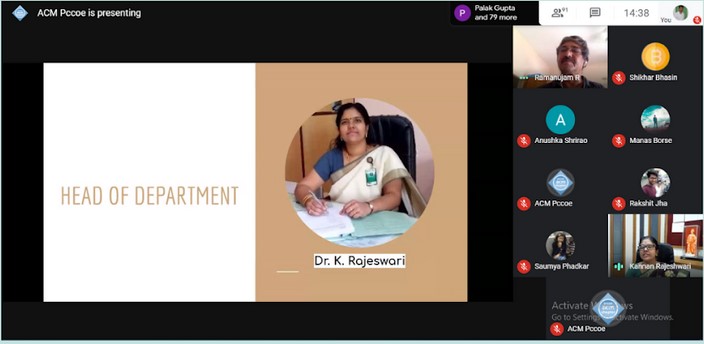 ACM Pccoe is presenting
P
Palak Gupta
and 79 more
91
14:38
You
HEAD OF DEPARTMENT
Dr. K. Rajeswari
Ramanujam R
Shikhar Bhasin
A
Anushka Shrirao
Manas Borse
ACM Pccoe
Rakshit Jha
Saumya Phadkar
Kannan Rajeshwari
Activate Windows
Go to Settings to activate Windows.
ACM Pccoe